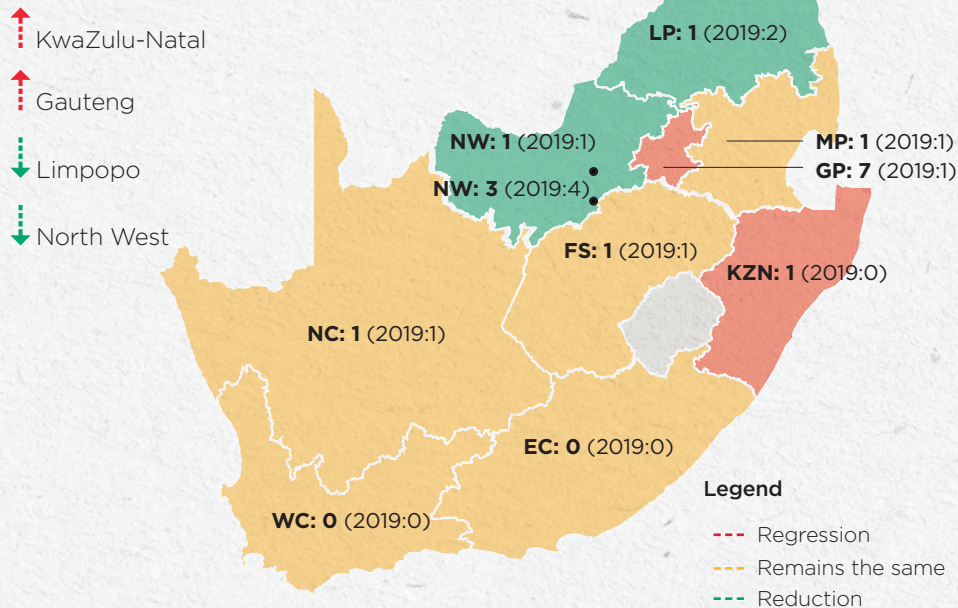 KwaZulu-Natal
Gauteng
Limpopo
North West
LP: 1 (2019:2)
NW: 1 (2019:1)
MP: 1 (2019:1)
GP: 7 (2019:1)
NW: 3 (2019:4)
FS: 1 (2019:1)
KZN: 1 (2019:0)
NC: 1 (2019:1)
EC: 0 (2019:0)
WC: 0 (2019:0)
Legend
Regression
Remains the same
Reduction